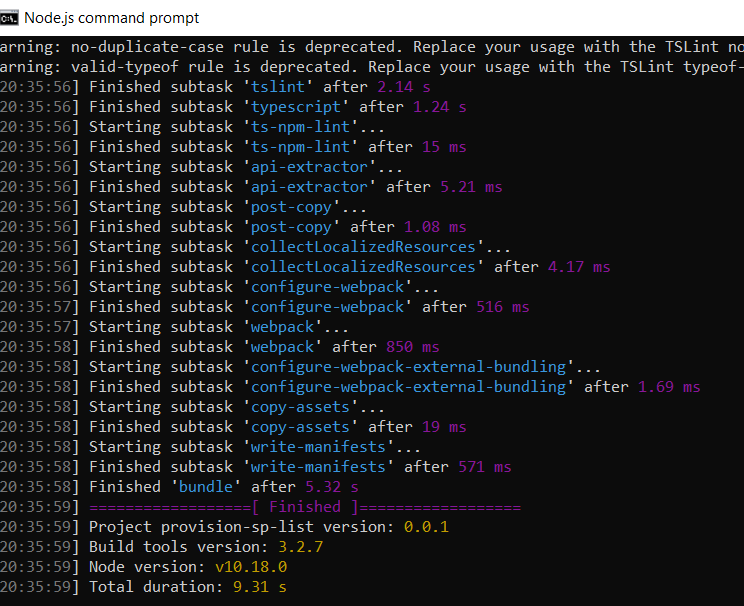 Node.js command prompt
arning: no-duplicate-case rule is deprecated. Replace your usage with the TSLint no
arning: valid-typeof rule is deprecated. Replace your usage with the TSLint typeof-
20:35:56] Finished subtask 'tslint' after 2.14 s
20:35:56] Finished subtask 'typescript' after 1.24 s
20:35:56] Starting subtask 'ts-npm-lint'...
20:35:56] Finished subtask 'ts-npm-lint' after 15 ms
20:35:56] Starting subtask 'api-extractor'...
20:35:56] Finished subtask 'api-extractor' after 5.21 ms
20:35:56] Starting subtask 'post-copy'...
20:35:56] Finished subtask 'post-copy' after 1.08 ms
20:35:56] Starting subtask 'collectLocalizedResources'...
20:35:56] Finished subtask 'collectLocalizedResources' after 4.17 ms
20:35:56] Starting subtask 'configure-webpack'...
20:35:57] Finished subtask 'configure-webpack' after 516 ms
20:35:57] Starting subtask 'webpack'...
20:35:58] Finished subtask 'webpack' after 850 ms
20:35:58] Starting subtask 'configure-webpack-external-bundling'...
20:35:58] Finished subtask 'configure-webpack-external-bundling' after 1.69 ms
20:35:58] Starting subtask 'copy-assets'...
20:35:58] Finished subtask 'copy-assets' after 19 ms
20:35:58] Starting subtask 'write-manifests'...
20:35:58] Finished subtask 'write-manifests' after 571 ms
20:35:58] Finished 'bundle' after 5.32 s
20:35:59] ==================[ Finished ]==================
20:35:59] Project provision-sp-list version: 0.0.1
20:35:59] Build tools version: 3.2.7
20:35:59] Node version: v10.18.0
20:35:59] Total duration: 9.31 s